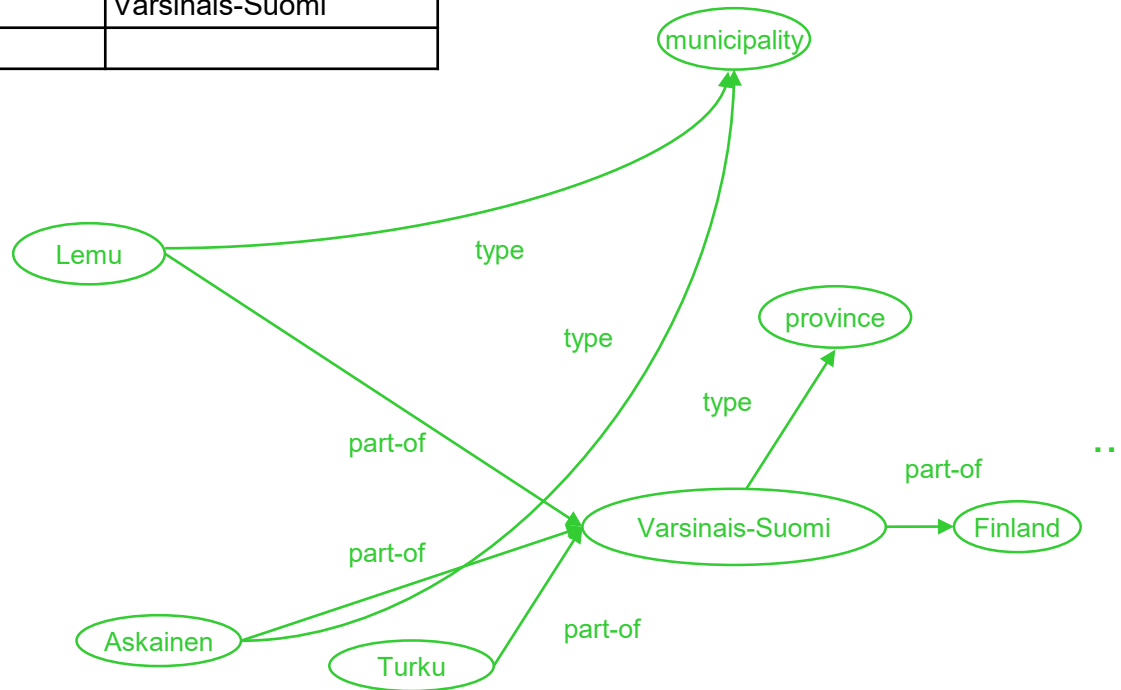 Varsinais-Suomi
municipality
Lemu
type
province
type
type
part-of
..
part-of
Varsinais-Suomi
Finland
part-of
Askainen
part-of
Turku